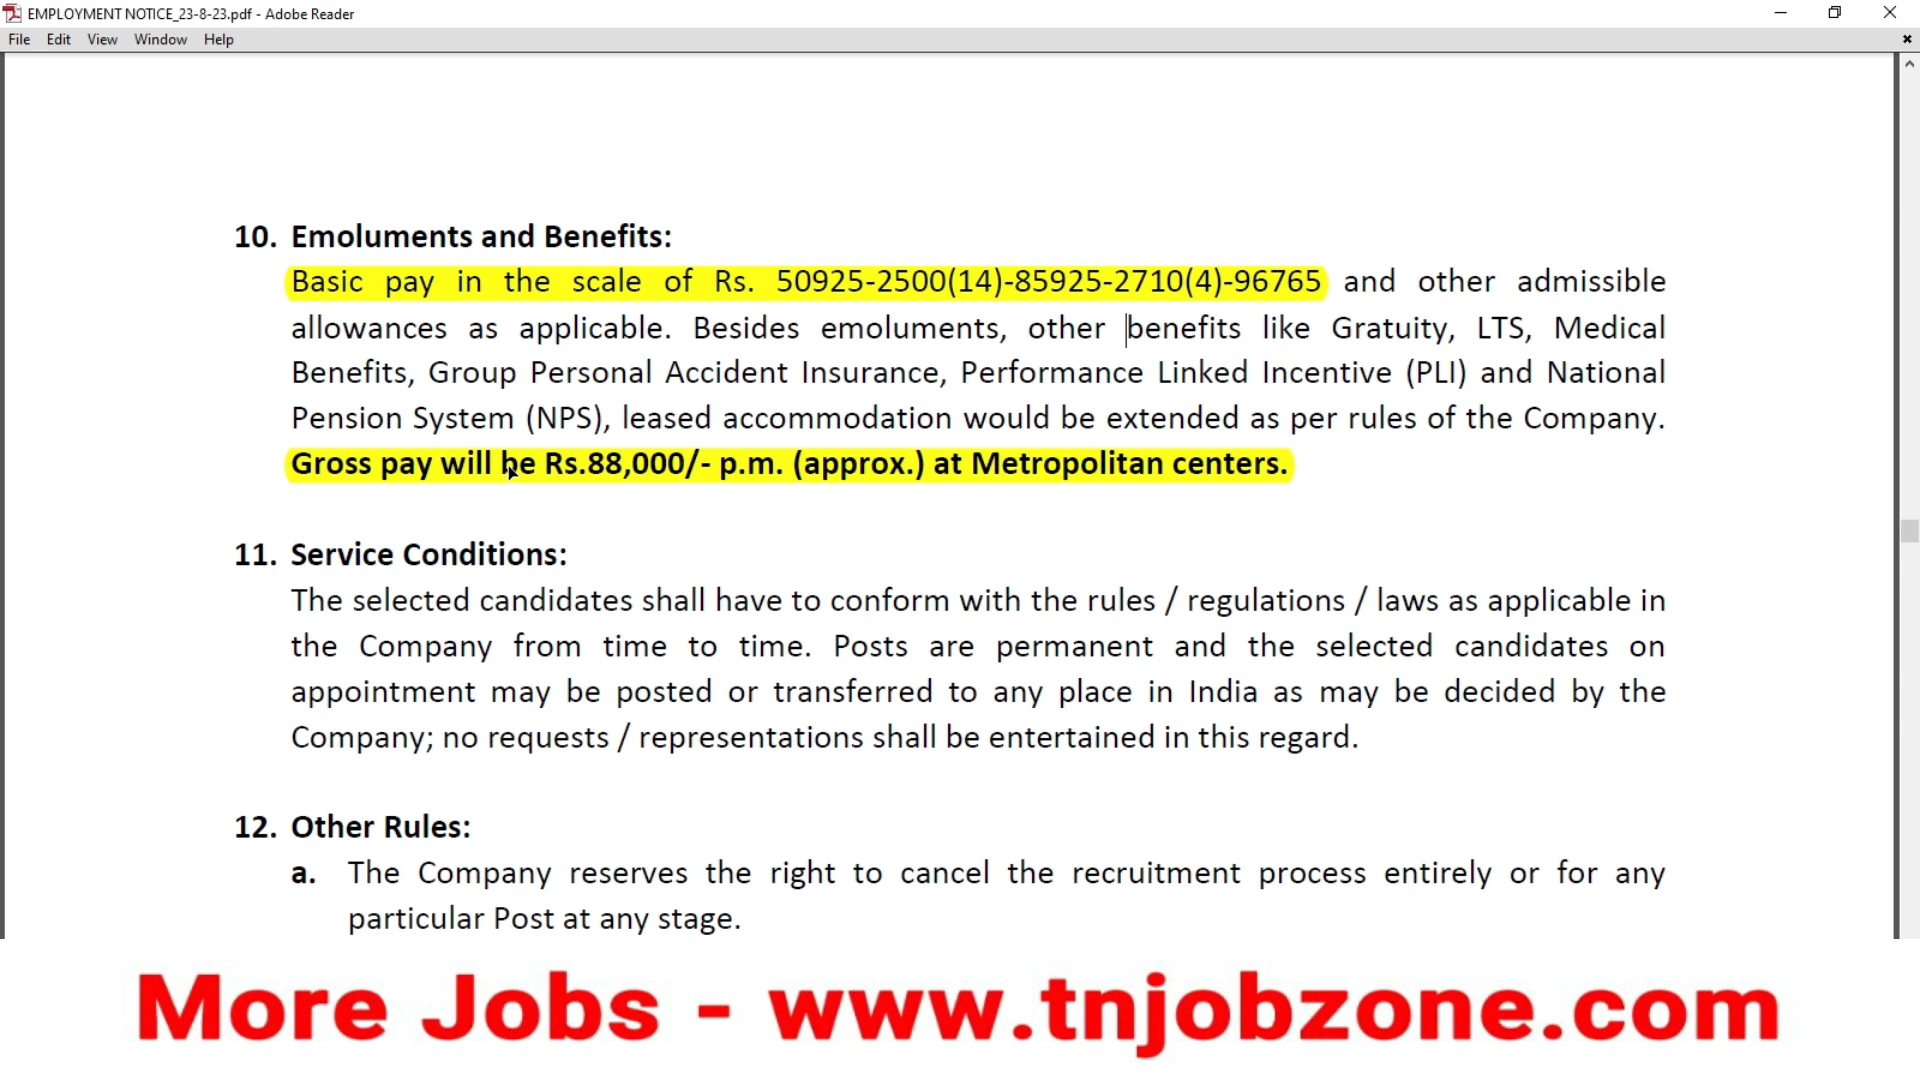 EMPLOYMENT NOTICE_23-8-23.pdf - Adobe Reader
File Edit View Window Help
10. Emoluments and Benefits:
Basic pay in the scale of Rs. 50925-2500(14)-85925-2710(4)-96765 and other admissible
allowances as applicable. Besides emoluments, other benefits like Gratuity, LTS, Medical
Benefits, Group Personal Accident Insurance, Performance Linked Incentive (PLI) and National
Pension System (NPS), leased accommodation would be extended as per rules of the Company.
Gross pay will be Rs.88,000/- p.m. (approx.) at Metropolitan centers.
11. Service Conditions:
The selected candidates shall have to conform with the rules / regulations / laws as applicable in
the Company from time to time. Posts are permanent and the selected candidates on
appointment may be posted or transferred to any place in India as may be decided by the
Company; no requests / representations shall be entertained in this regard.
12. Other Rules:
a. The Company reserves the right to cancel the recruitment process entirely or for any
particular Post at any stage.
More Jobs - www.tnjobzone.com